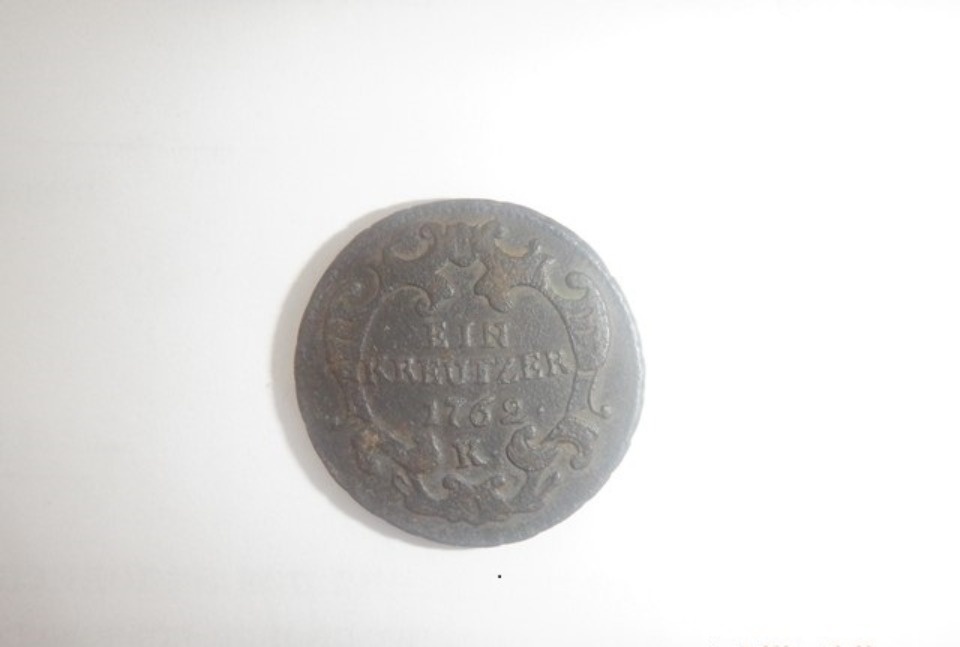 EIN
KREUTZER
·1762·
K